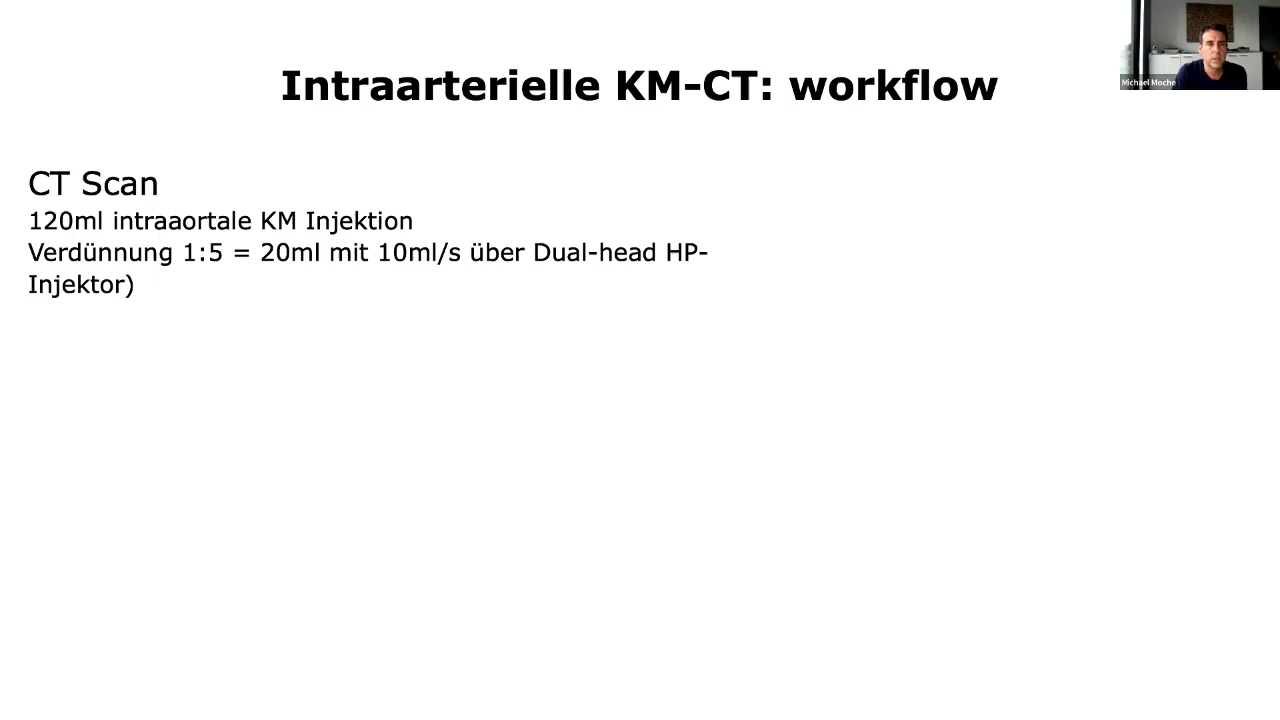 Intraarterielle KM-CT: workflow
Michael Moche
CT Scan
120ml intraaortale KM Injektion
Verdünnung 1:5 = 20ml mit 10ml/s über Dual-head HP-
Injektor)